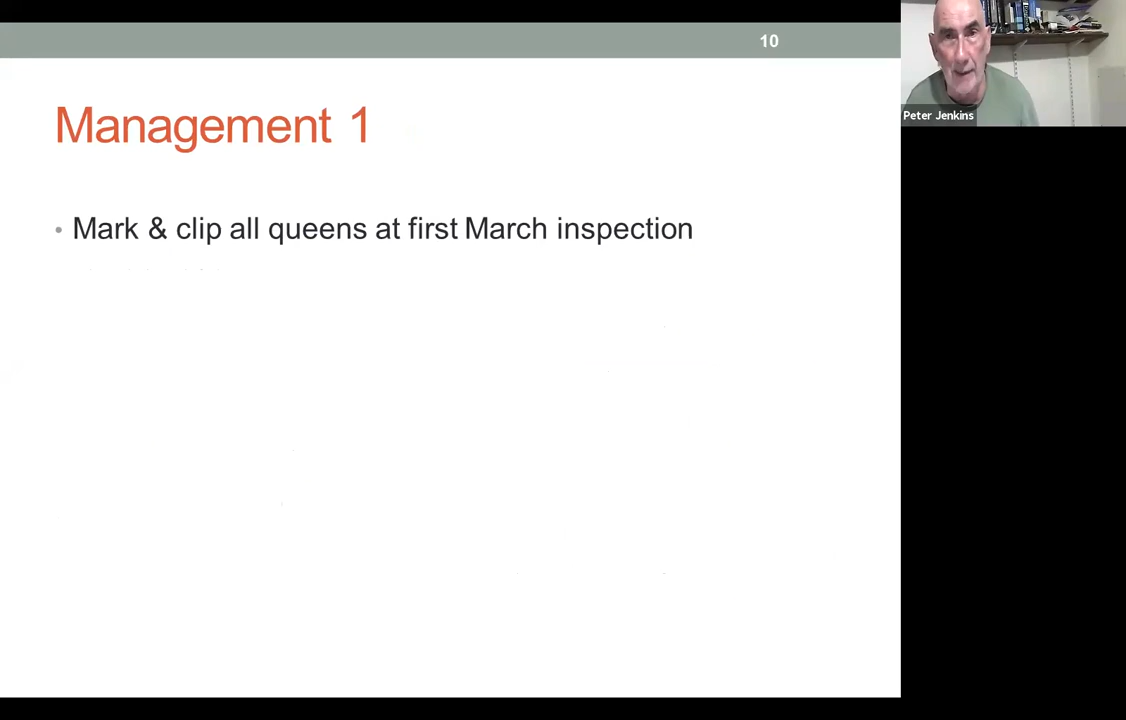 10
Management 1
• Mark & clip all queens at first March inspection
Peter Jenkins